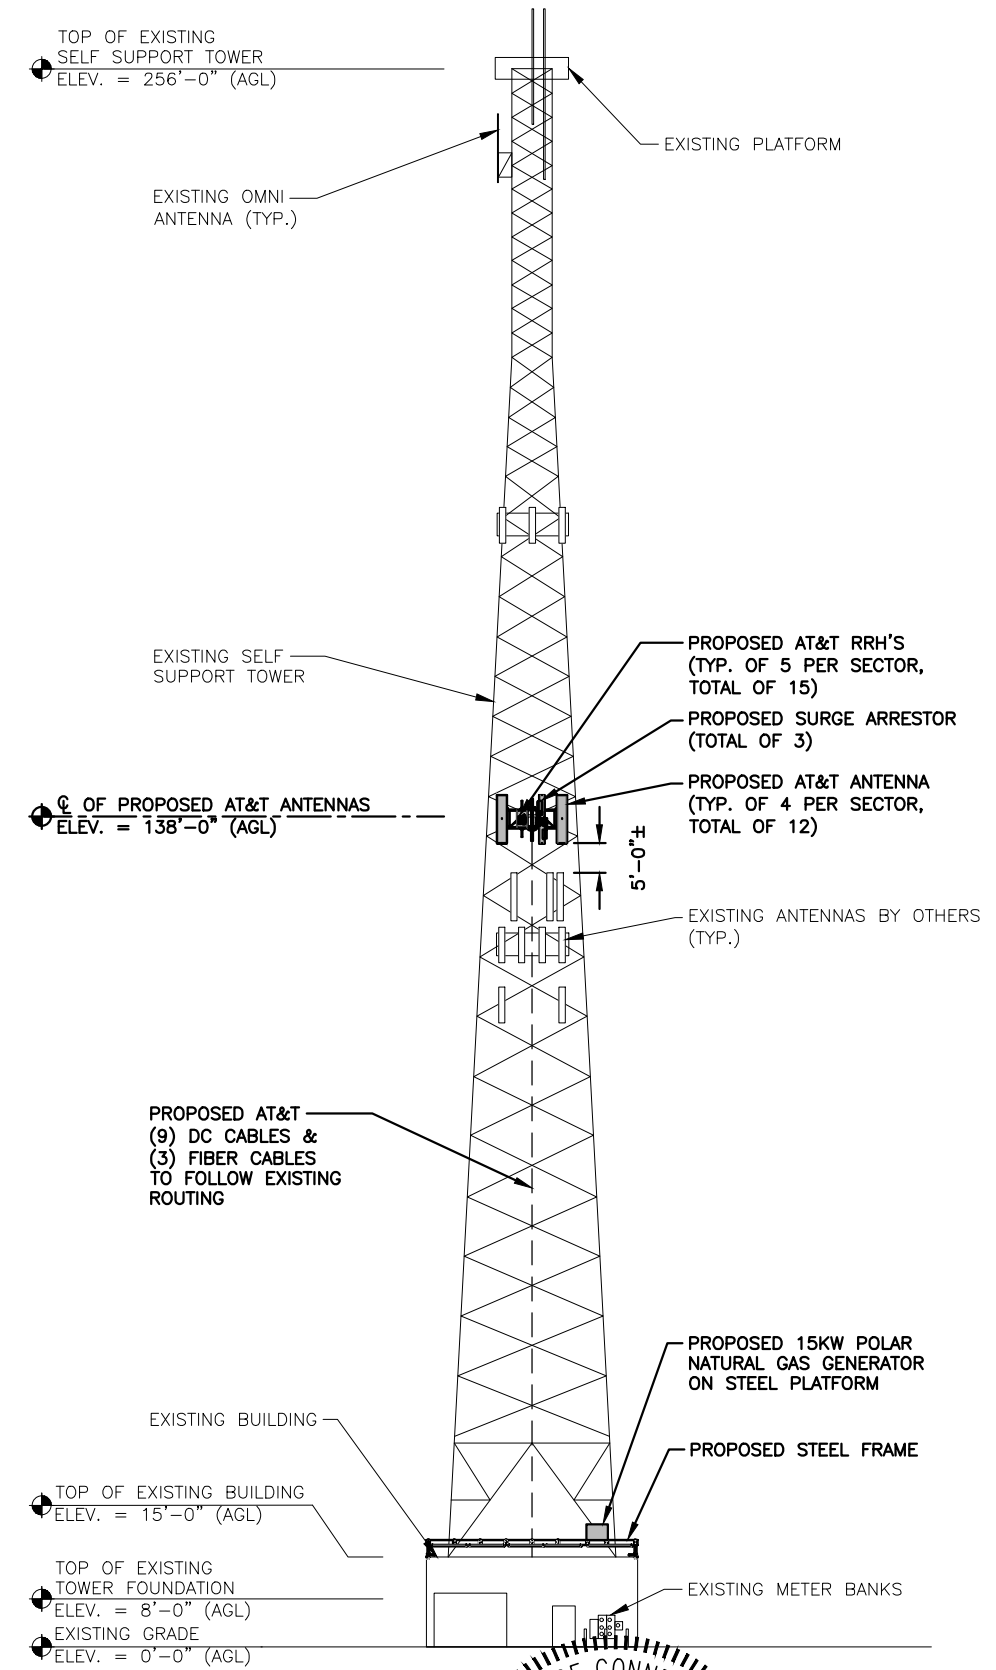 TOP OF EXISTING
SELF SUPPORT TOWER
ELEV. = 256'-0" (AGL)
EXISTING PLATFORM
EXISTING OMNI
ANTENNA (TYP.)
EXISTING SELF
SUPPORT TOWER
PROPOSED AT&T RRH'S
(TYP. OF 5 PER SECTOR,
TOTAL OF 15)
PROPOSED SURGE ARRESTOR
(TOTAL OF 3)
PROPOSED AT&T ANTENNA
(TYP. OF 4 PER SECTOR,
TOTAL OF 12)
℄ OF PROPOSED AT&T ANTENNAS
ELEV. = 138'-0" (AGL)
5'-0"±
EXISTING ANTENNAS BY OTHERS
(TYP.)
PROPOSED AT&T
(9) DC CABLES &
(3) FIBER CABLES
TO FOLLOW EXISTING
ROUTING
PROPOSED 15KW POLAR
NATURAL GAS GENERATOR
ON STEEL PLATFORM
EXISTING BUILDING
PROPOSED STEEL FRAME
TOP OF EXISTING BUILDING
ELEV. = 15'-0" (AGL)
TOP OF EXISTING
TOWER FOUNDATION
ELEV. = 8'-0" (AGL)
EXISTING METER BANKS
EXISTING GRADE
ELEV. = 0'-0" (AGL)